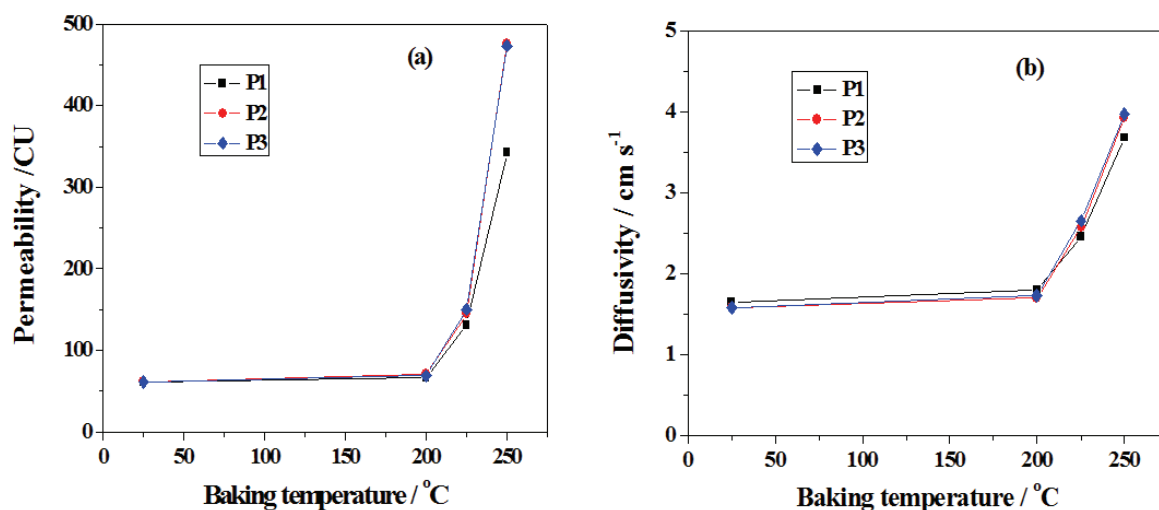 (a)
P1
P2
P3
Permeability /CU
500
400
300
200
100
0
0 50 100 150 200 250
Baking temperature / °C
(b)
P1
P2
P3
Diffusivity / cm s⁻¹
5
4
3
2
1
0
0 50 100 150 200 250
Baking temperature / °C